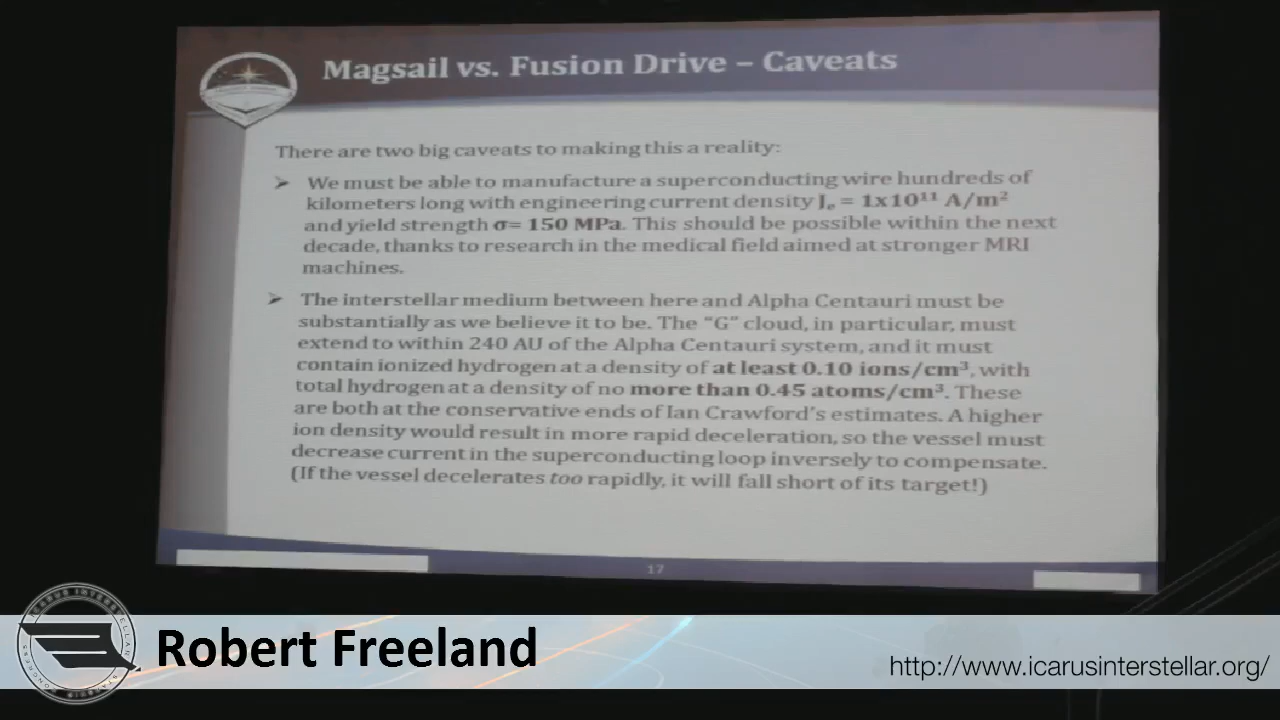 Magsail vs. Fusion Drive – Caveats
There are two big caveats to making this a reality:
➤ We must be able to manufacture a superconducting wire hundreds of
kilometers long with engineering current density Jₑ = 1x10¹¹ A/m²
and yield strength σ= 150 MPa. This should be possible within the next
decade, thanks to research in the medical field aimed at stronger MRI
machines.
➤ The interstellar medium between here and Alpha Centauri must be
substantially as we believe it to be. The "G" cloud, in particular, must
extend to within 240 AU of the Alpha Centauri system, and it must
contain ionized hydrogen at a density of at least 0.10 ions/cm³, with
total hydrogen at a density of no more than 0.45 atoms/cm³. These
are both at the conservative ends of Ian Crawford's estimates. A higher
ion density would result in more rapid deceleration, so the vessel must
decrease current in the superconducting loop inversely to compensate.
(If the vessel decelerates too rapidly, it will fall short of its target!)
17
ICARUS INTERSTELLAR
STARSHIP CONGRESS
Robert Freeland
http://www.icarusinterstellar.org/